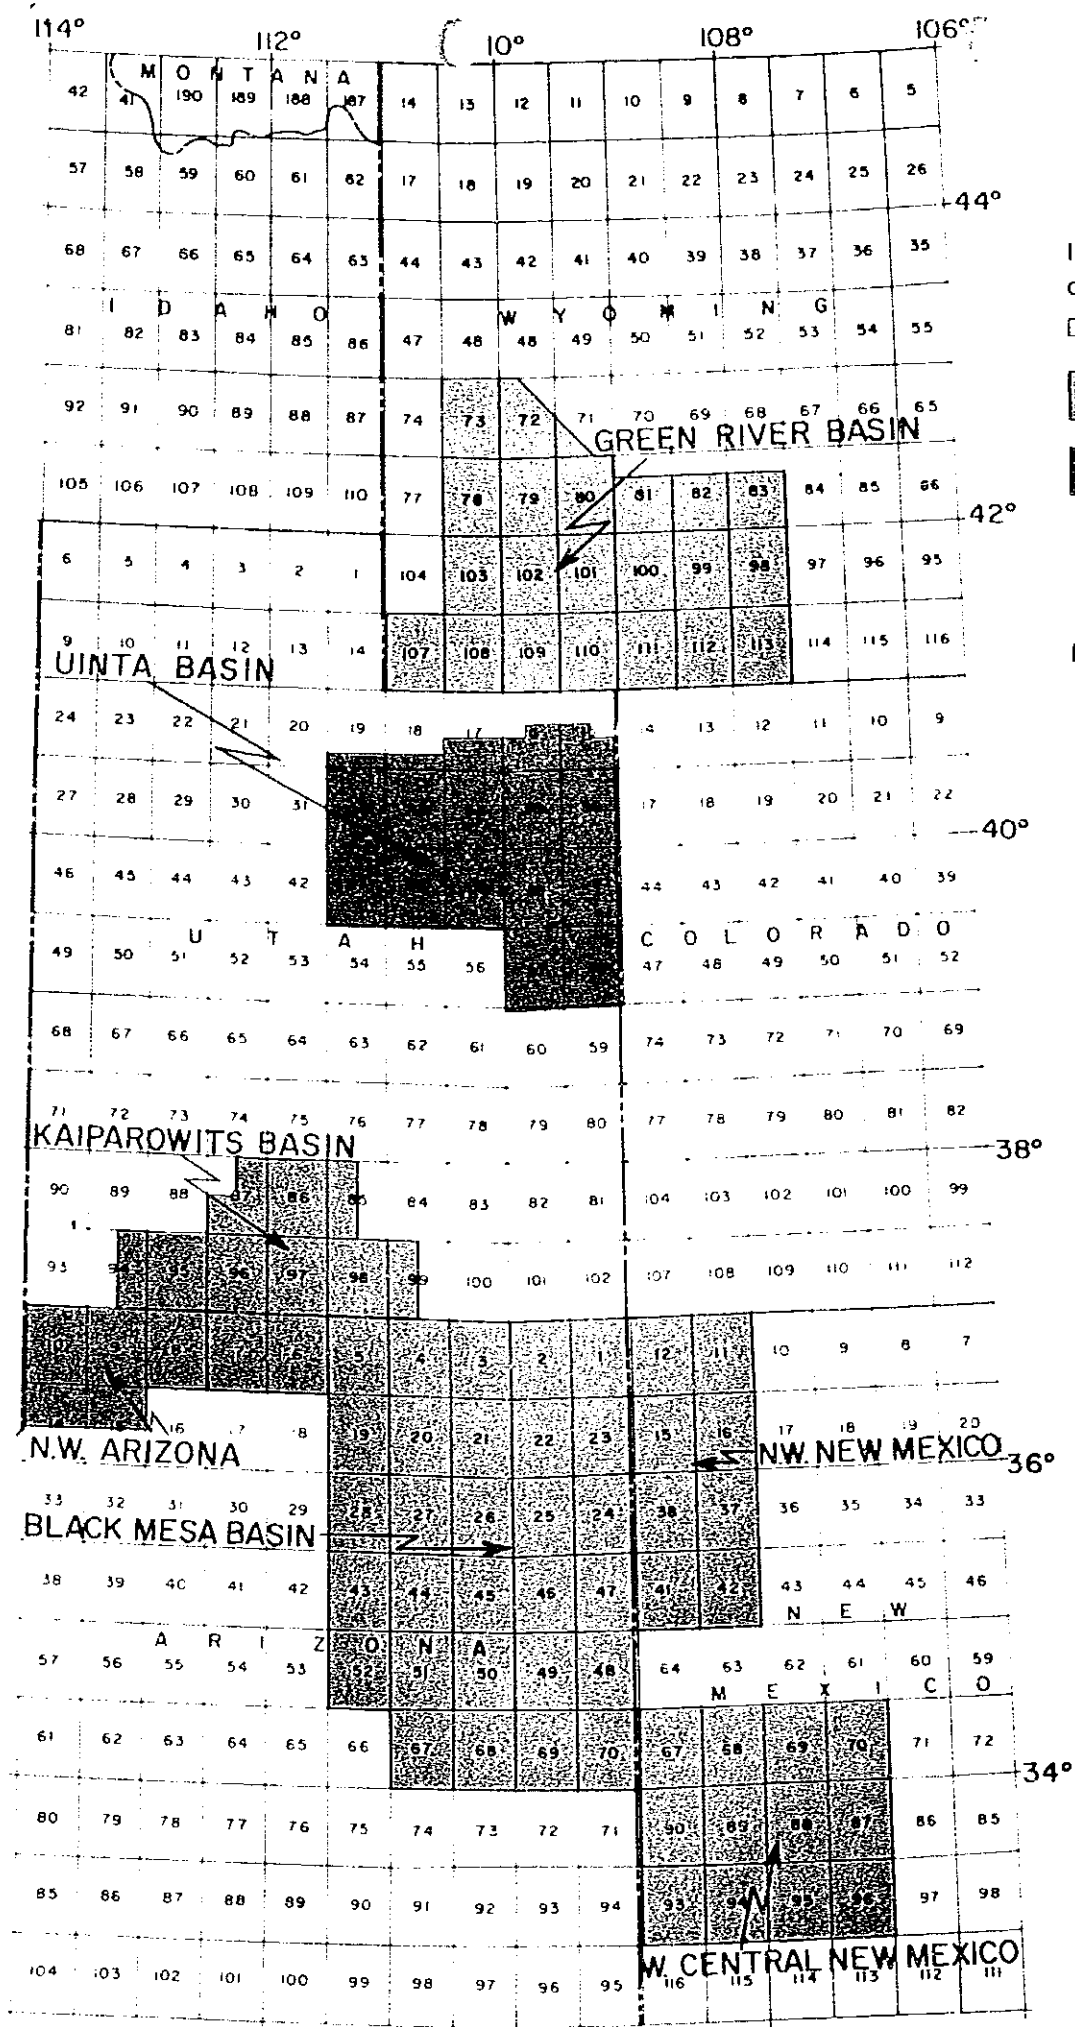 114° 112° 10° 108° 106°
M O N T A N A
42 41 190 189 188 187 14 13 12 11 10 9 8 7 6 5
57 58 59 60 61 62 17 18 19 20 21 22 23 24 25 26
44°
68 67 66 65 64 63 44 43 42 41 40 39 38 37 36 35
I D A H O W Y O M I N G
81 82 83 84 85 86 47 48 48 49 50 51 52 53 54 55
92 91 90 89 88 87 74 73 72 71 70 69 68 67 66 65
GREEN RIVER BASIN
105 106 107 108 109 110 77 78 79 80 81 82 83 84 85 86
42°
6 5 4 3 2 1 104 103 102 101 100 99 98 97 96 95
9 10 11 12 13 14 107 108 109 110 111 112 113 114 115 116
UINTA BASIN
24 23 22 21 20 19 18 17 14 13 12 11 10 9
27 28 29 30 31 17 18 19 20 21 22
40°
46 45 44 43 42 44 43 42 41 40 39
U T A H C O L O R A D O
49 50 51 52 53 54 55 56 47 48 49 50 51 52
68 67 66 65 64 63 62 61 60 59 74 73 72 71 70 69
71 72 73 74 75 76 77 78 79 80 77 78 79 80 81 82
KAIPAROWITS BASIN
38°
90 89 88 87 86 85 84 83 82 81 104 103 102 101 100 99
93 94 95 96 97 98 99 100 101 102 107 108 109 110 111 112
5 4 3 2 1 12 11 10 9 8 7
16 17 18 19 20 21 22 23 15 16 17 18 19 20
N.W. ARIZONA
N.W. NEW MEXICO
36°
33 32 31 30 29 28 27 26 25 24 38 37 36 35 34 33
BLACK MESA BASIN
38 39 40 41 42 43 44 45 46 47 41 42 43 44 45 46
N E W
A R I Z O N A
57 56 55 54 53 52 51 50 49 48 64 63 62 61 60 59
M E X I C O
61 62 63 64 65 66 67 68 69 70 67 68 69 70 71 72
34°
80 79 78 77 76 75 74 73 72 71 90 89 88 87 86 85
85 86 87 88 89 90 91 92 93 94 93 94 95 96 97 98
W. CENTRAL NEW MEXICO
104 103 102 101 100 99 98 97 96 95 116 115 114 113 112 111